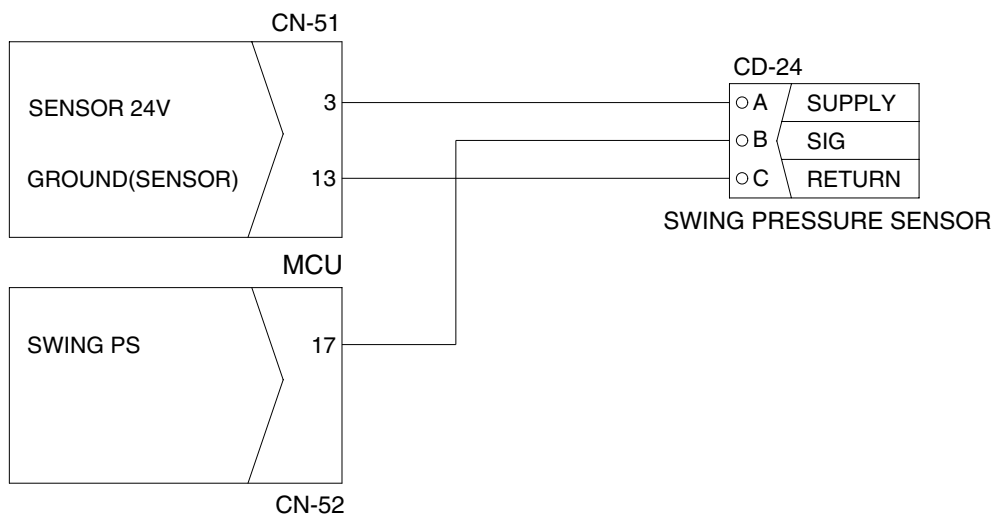 CN-51
SENSOR 24V
3
GROUND(SENSOR)
13
MCU
SWING PS
17
CN-52
CD-24
A SUPPLY
B SIG
C RETURN
SWING PRESSURE SENSOR